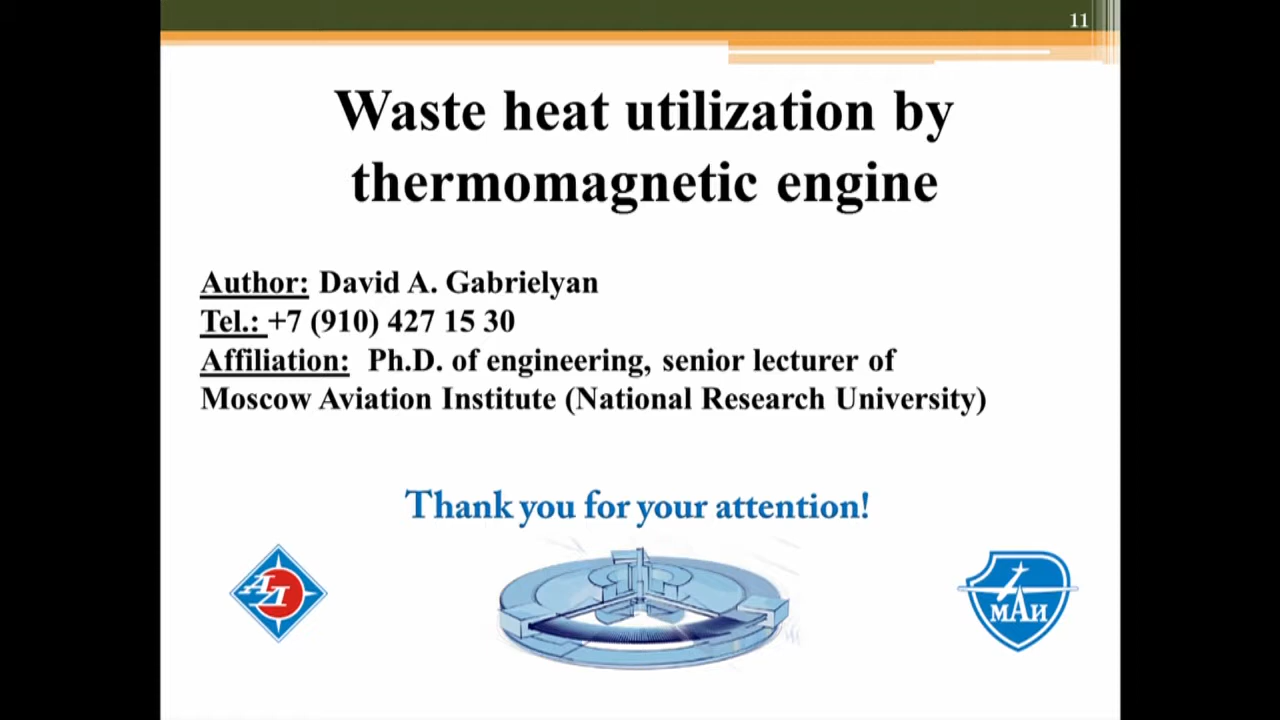 11
Waste heat utilization by
thermomagnetic engine
Author: David A. Gabrielyan
Tel.: +7 (910) 427 15 30
Affiliation: Ph.D. of engineering, senior lecturer of
Moscow Aviation Institute (National Research University)
Thank you for your attention!
АД
МАИ